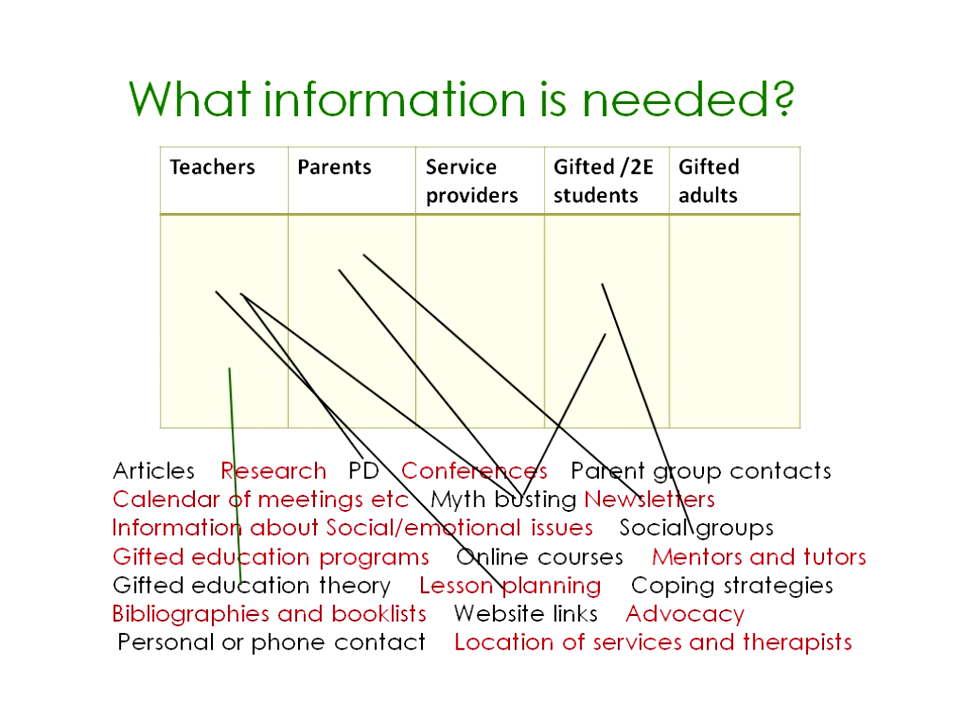 What information is needed?
Teachers Parents Service providers Gifted /2E students Gifted adults
Articles Research PD Conferences Parent group contacts
Calendar of meetings etc Myth busting Newsletters
Information about Social/emotional issues Social groups
Gifted education programs Online courses Mentors and tutors
Gifted education theory Lesson planning Coping strategies
Bibliographies and booklists Website links Advocacy
Personal or phone contact Location of services and therapists